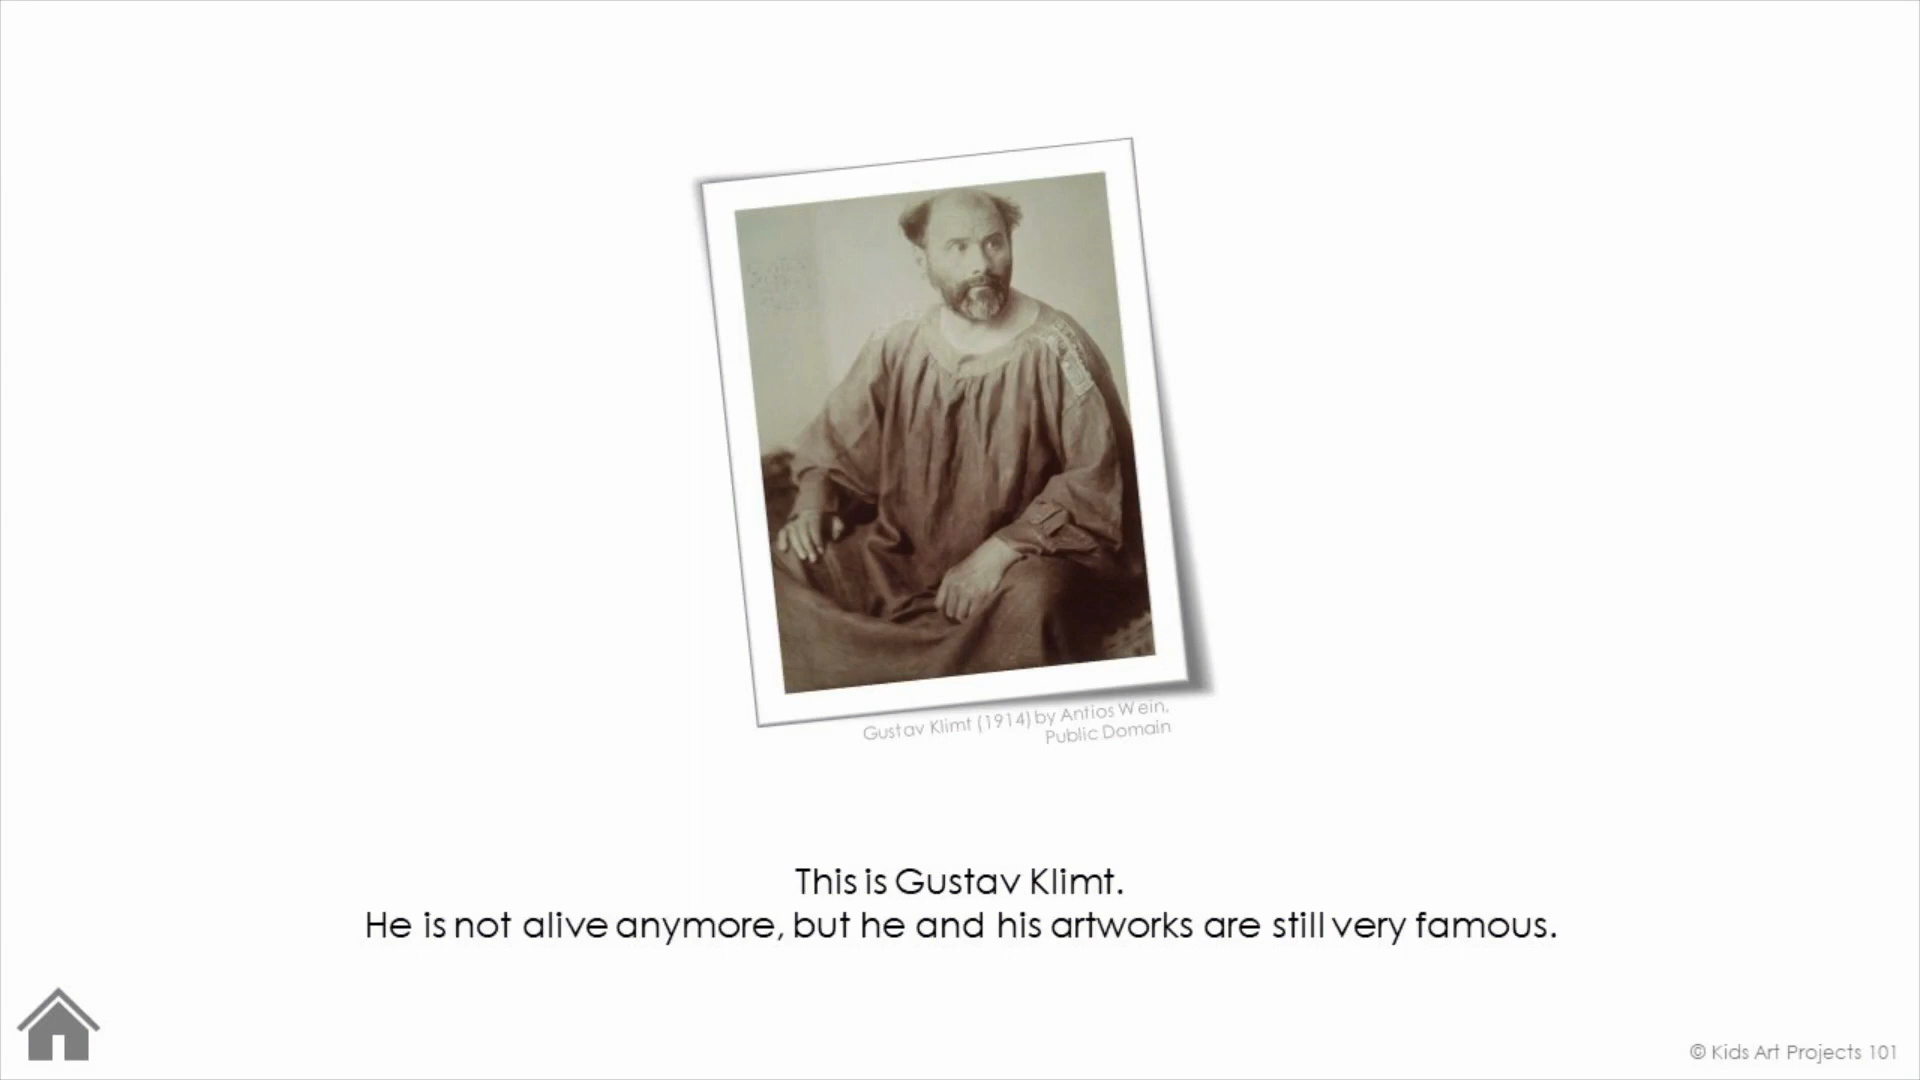 Gustav Klimt (1914) by Antios Wein,
Public Domain
This is Gustav Klimt.
He is not alive anymore, but he and his artworks are still very famous.
© Kids Art Projects 101